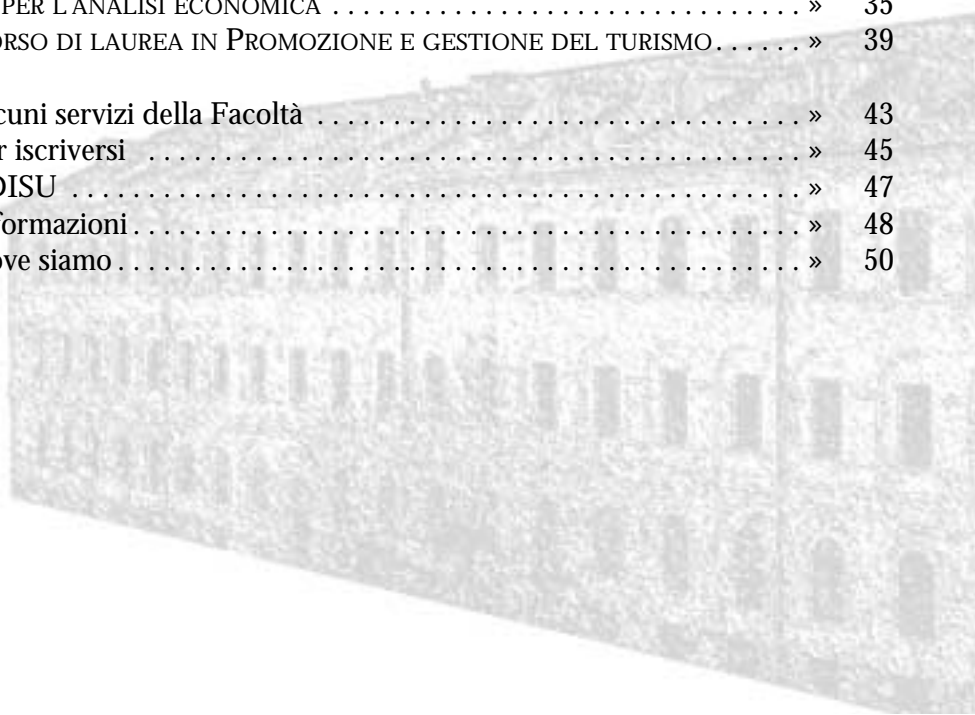 PER L'ANALISI ECONOMICA . . . . . . . . . . . . . . . . . . . . . . . . . . . . . . . . . . » 35
ORSO DI LAUREA IN PROMOZIONE E GESTIONE DEL TURISMO . . . . . . » 39
cuni servizi della Facoltà . . . . . . . . . . . . . . . . . . . . . . . . . . . . . . . . . » 43
r iscriversi . . . . . . . . . . . . . . . . . . . . . . . . . . . . . . . . . . . . . . . . . . . » 45
DISU . . . . . . . . . . . . . . . . . . . . . . . . . . . . . . . . . . . . . . . . . . . . . . . . . » 47
formazioni . . . . . . . . . . . . . . . . . . . . . . . . . . . . . . . . . . . . . . . . . . . . » 48
ove siamo . . . . . . . . . . . . . . . . . . . . . . . . . . . . . . . . . . . . . . . . . . . . . » 50